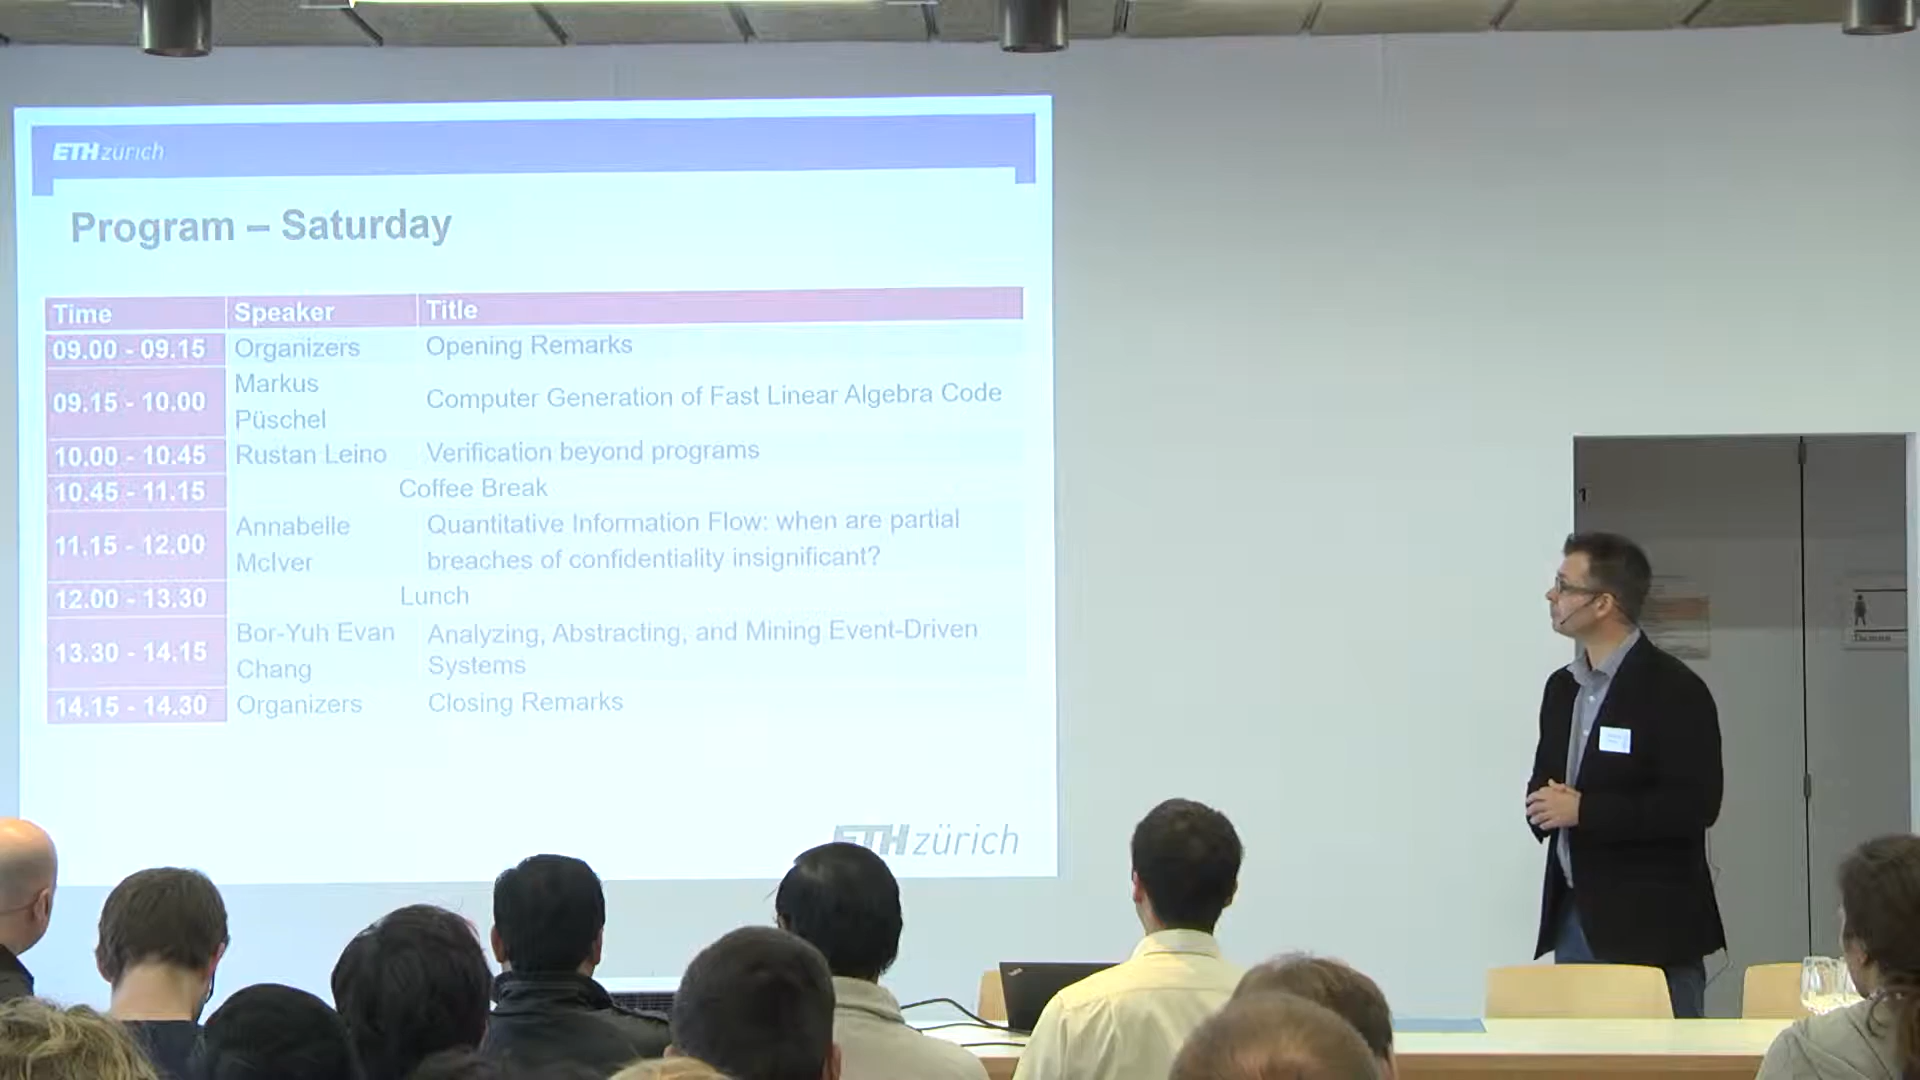 ETH zürich
Program – Saturday
Time Speaker Title
09.00 - 09.15 Organizers Opening Remarks
09.15 - 10.00 Markus Püschel Computer Generation of Fast Linear Algebra Code
10.00 - 10.45 Rustan Leino Verification beyond programs
10.45 - 11.15 Coffee Break
11.15 - 12.00 Annabelle McIver Quantitative Information Flow: when are partial
breaches of confidentiality insignificant?
12.00 - 13.30 Lunch
13.30 - 14.15 Bor-Yuh Evan Chang Analyzing, Abstracting, and Mining Event-Driven
Systems
14.15 - 14.30 Organizers Closing Remarks
ETH zürich
1